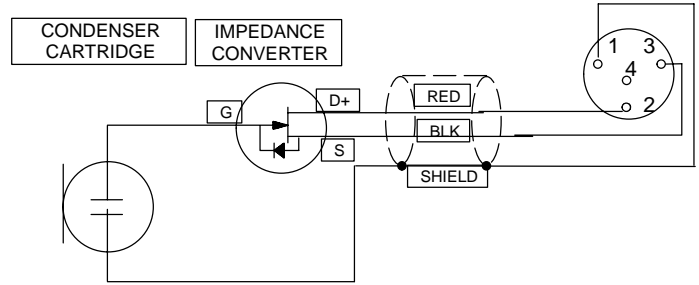 CONDENSER
CARTRIDGE
IMPEDANCE
CONVERTER
1 3
4
2
G
D+
RED
BLK
S
SHIELD